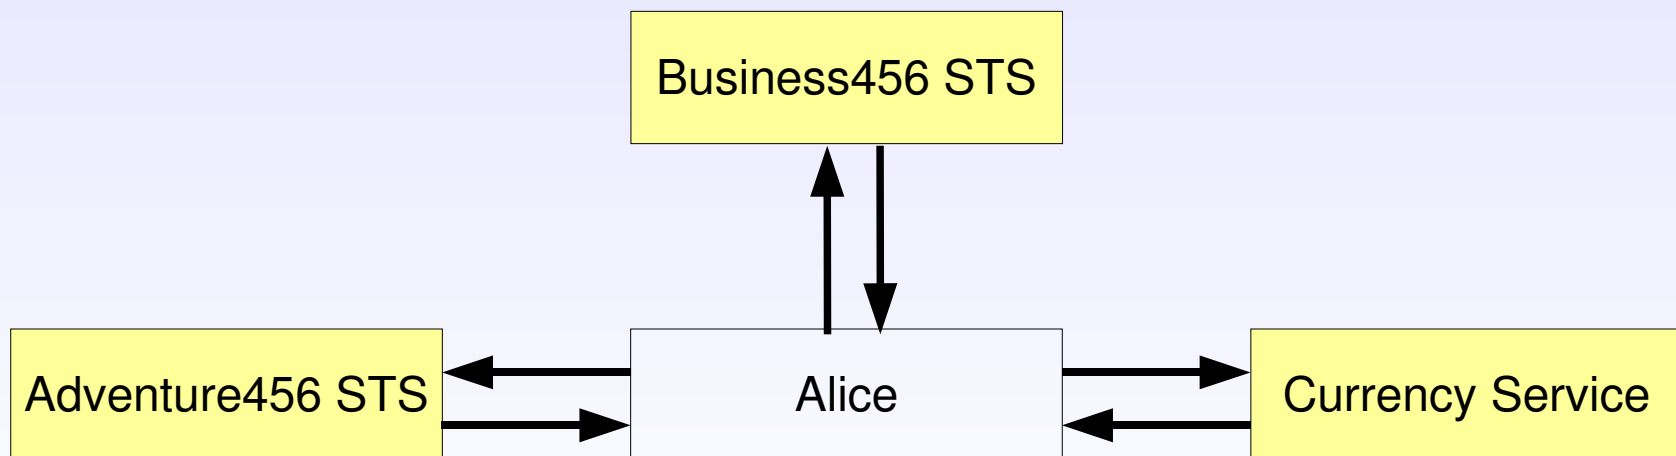 Business456 STS
Adventure456 STS
Alice
Currency Service